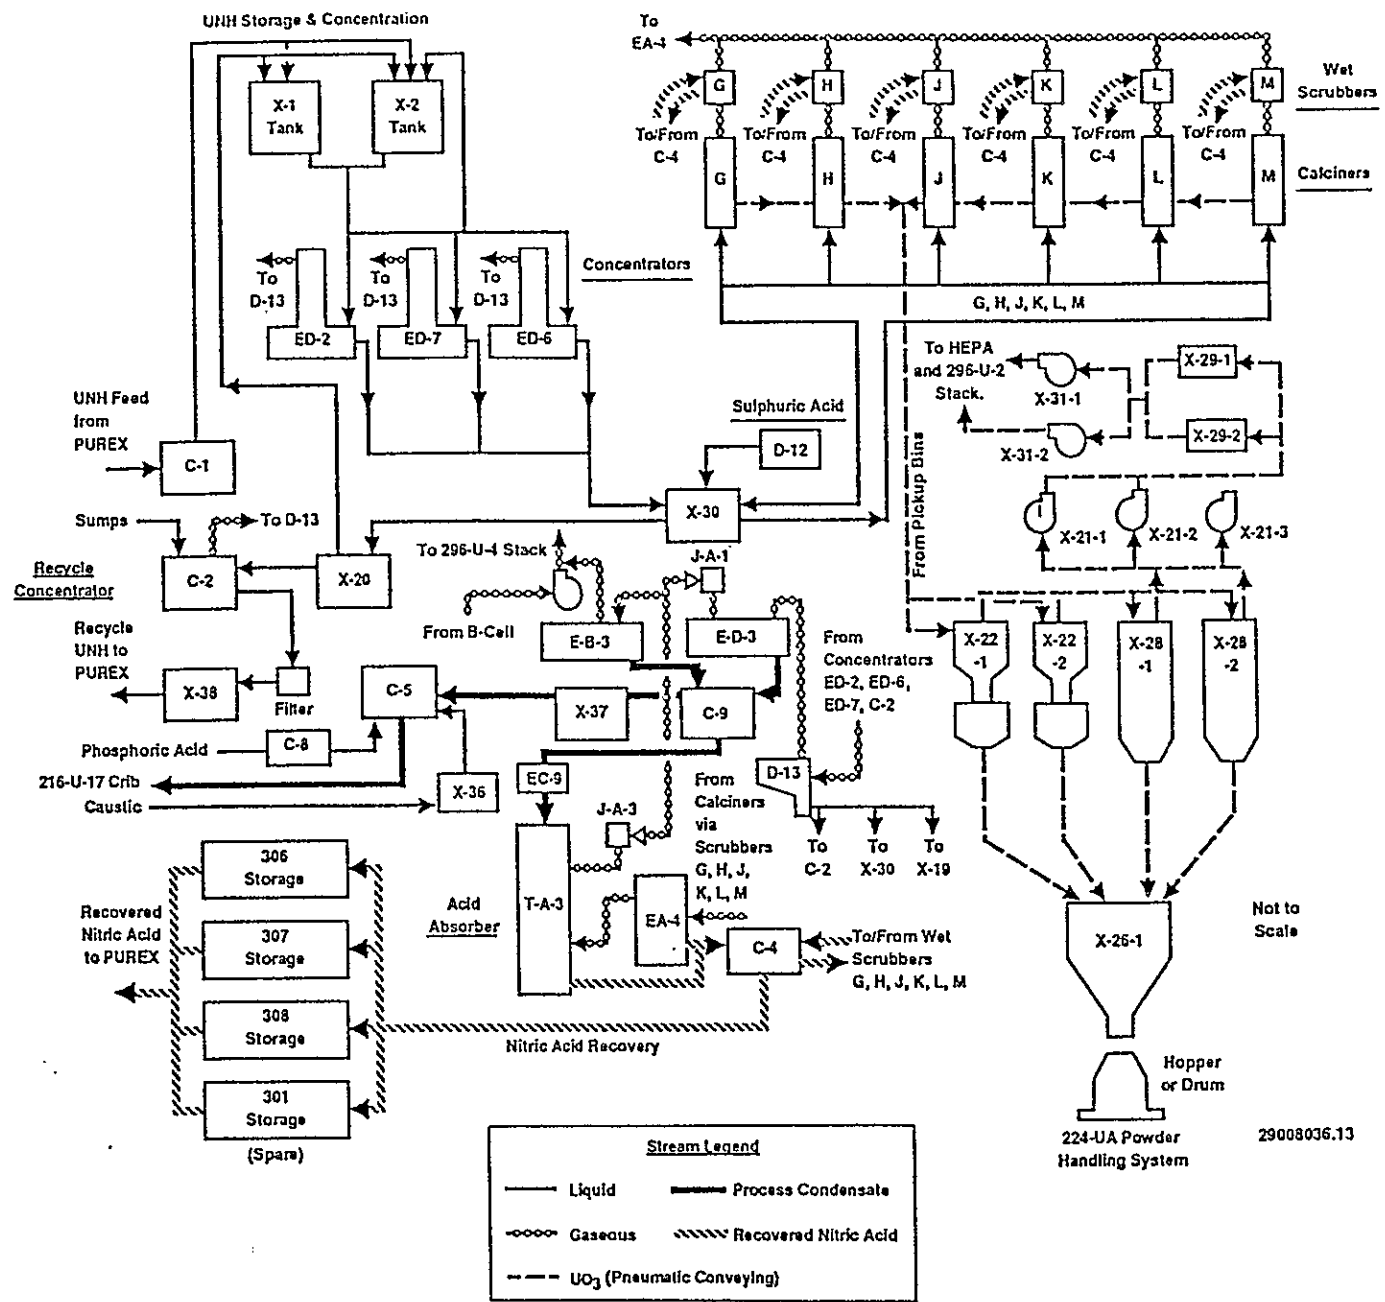 UNH Storage & Concentration
X-1
Tank
X-2
Tank
To
EA-4
G
H
J
K
L
M
Wet
Scrubbers
To/From
C-4
To/From
C-4
To/From
C-4
To/From
C-4
To/From
C-4
To/From
C-4
G
H
J
K
L
M
Calciners
G, H, J, K, L, M
To
D-13
To
D-13
To
D-13
Concentrators
ED-2
ED-7
ED-6
UNH Feed
from
PUREX
C-1
Sulphuric Acid
D-12
X-30
To HEPA
and 296-U-2
Stack.
X-31-1
X-31-2
X-29-1
X-29-2
From Pickup Bins
X-21-1
X-21-2
X-21-3
Sumps
To D-13
Recycle
Concentrator
C-2
X-20
Recycle
UNH to
PUREX
X-38
Filter
To 296-U-4 Stack
From B-Cell
J-A-1
E-B-3
E-D-3
From
Concentrators
ED-2, ED-6,
ED-7, C-2
X-22
-1
X-22
-2
X-28
-1
X-28
-2
C-5
X-37
C-9
Phosphoric Acid
C-8
216-U-17 Crib
Caustic
X-36
EC-9
D-13
To
C-2
To
X-30
To
X-19
From
Calciners
via
Scrubbers
G, H, J,
K, L, M
J-A-3
Acid
Absorber
T-A-3
EA-4
C-4
To/From Wet
Scrubbers
G, H, J, K, L, M
306
Storage
307
Storage
308
Storage
301
Storage
(Spare)
Recovered
Nitric Acid
to PUREX
Nitric Acid Recovery
X-26-1
Not to
Scale
Hopper
or Drum
224-UA Powder
Handling System
29008036.13
Stream Legend
Liquid
Process Condensate
Gaseous
Recovered Nitric Acid
UO3 (Pneumatic Conveying)